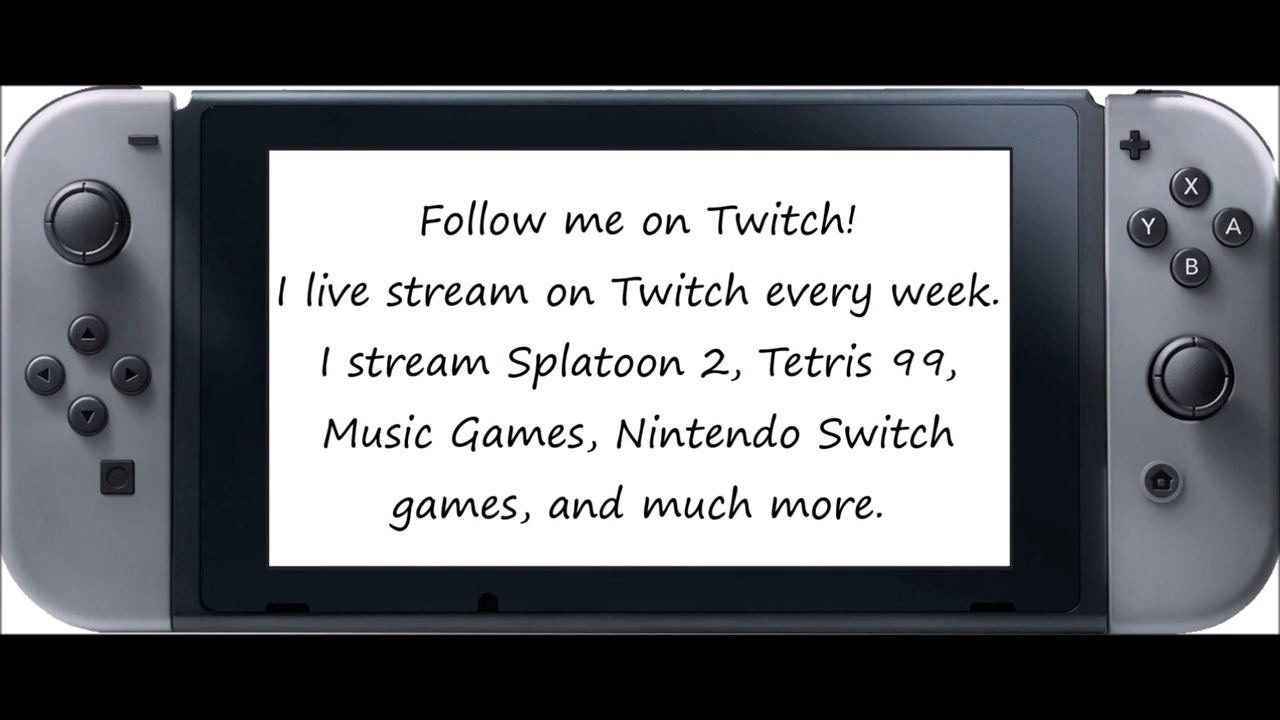 Follow me on Twitch!
I live stream on Twitch every week.
I stream Splatoon 2, Tetris 99,
Music Games, Nintendo Switch
games, and much more.
X
Y
A
B